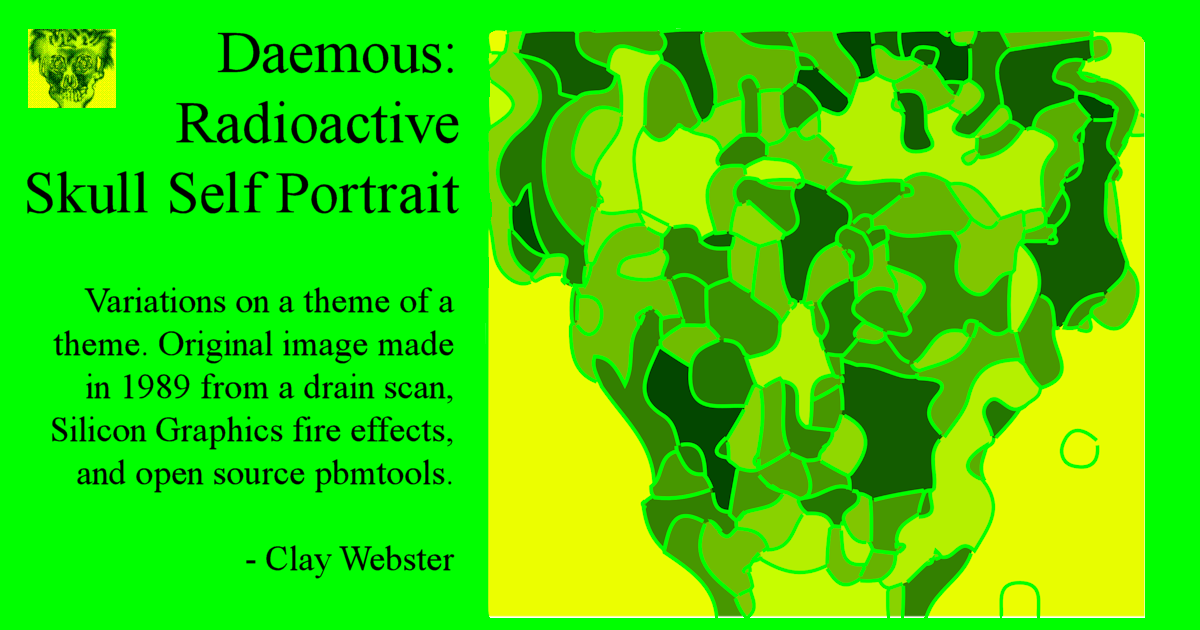 Daemous:
Radioactive
Skull Self Portrait
Variations on a theme of a
theme. Original image made
in 1989 from a drain scan,
Silicon Graphics fire effects,
and open source pbmtools.
- Clay Webster